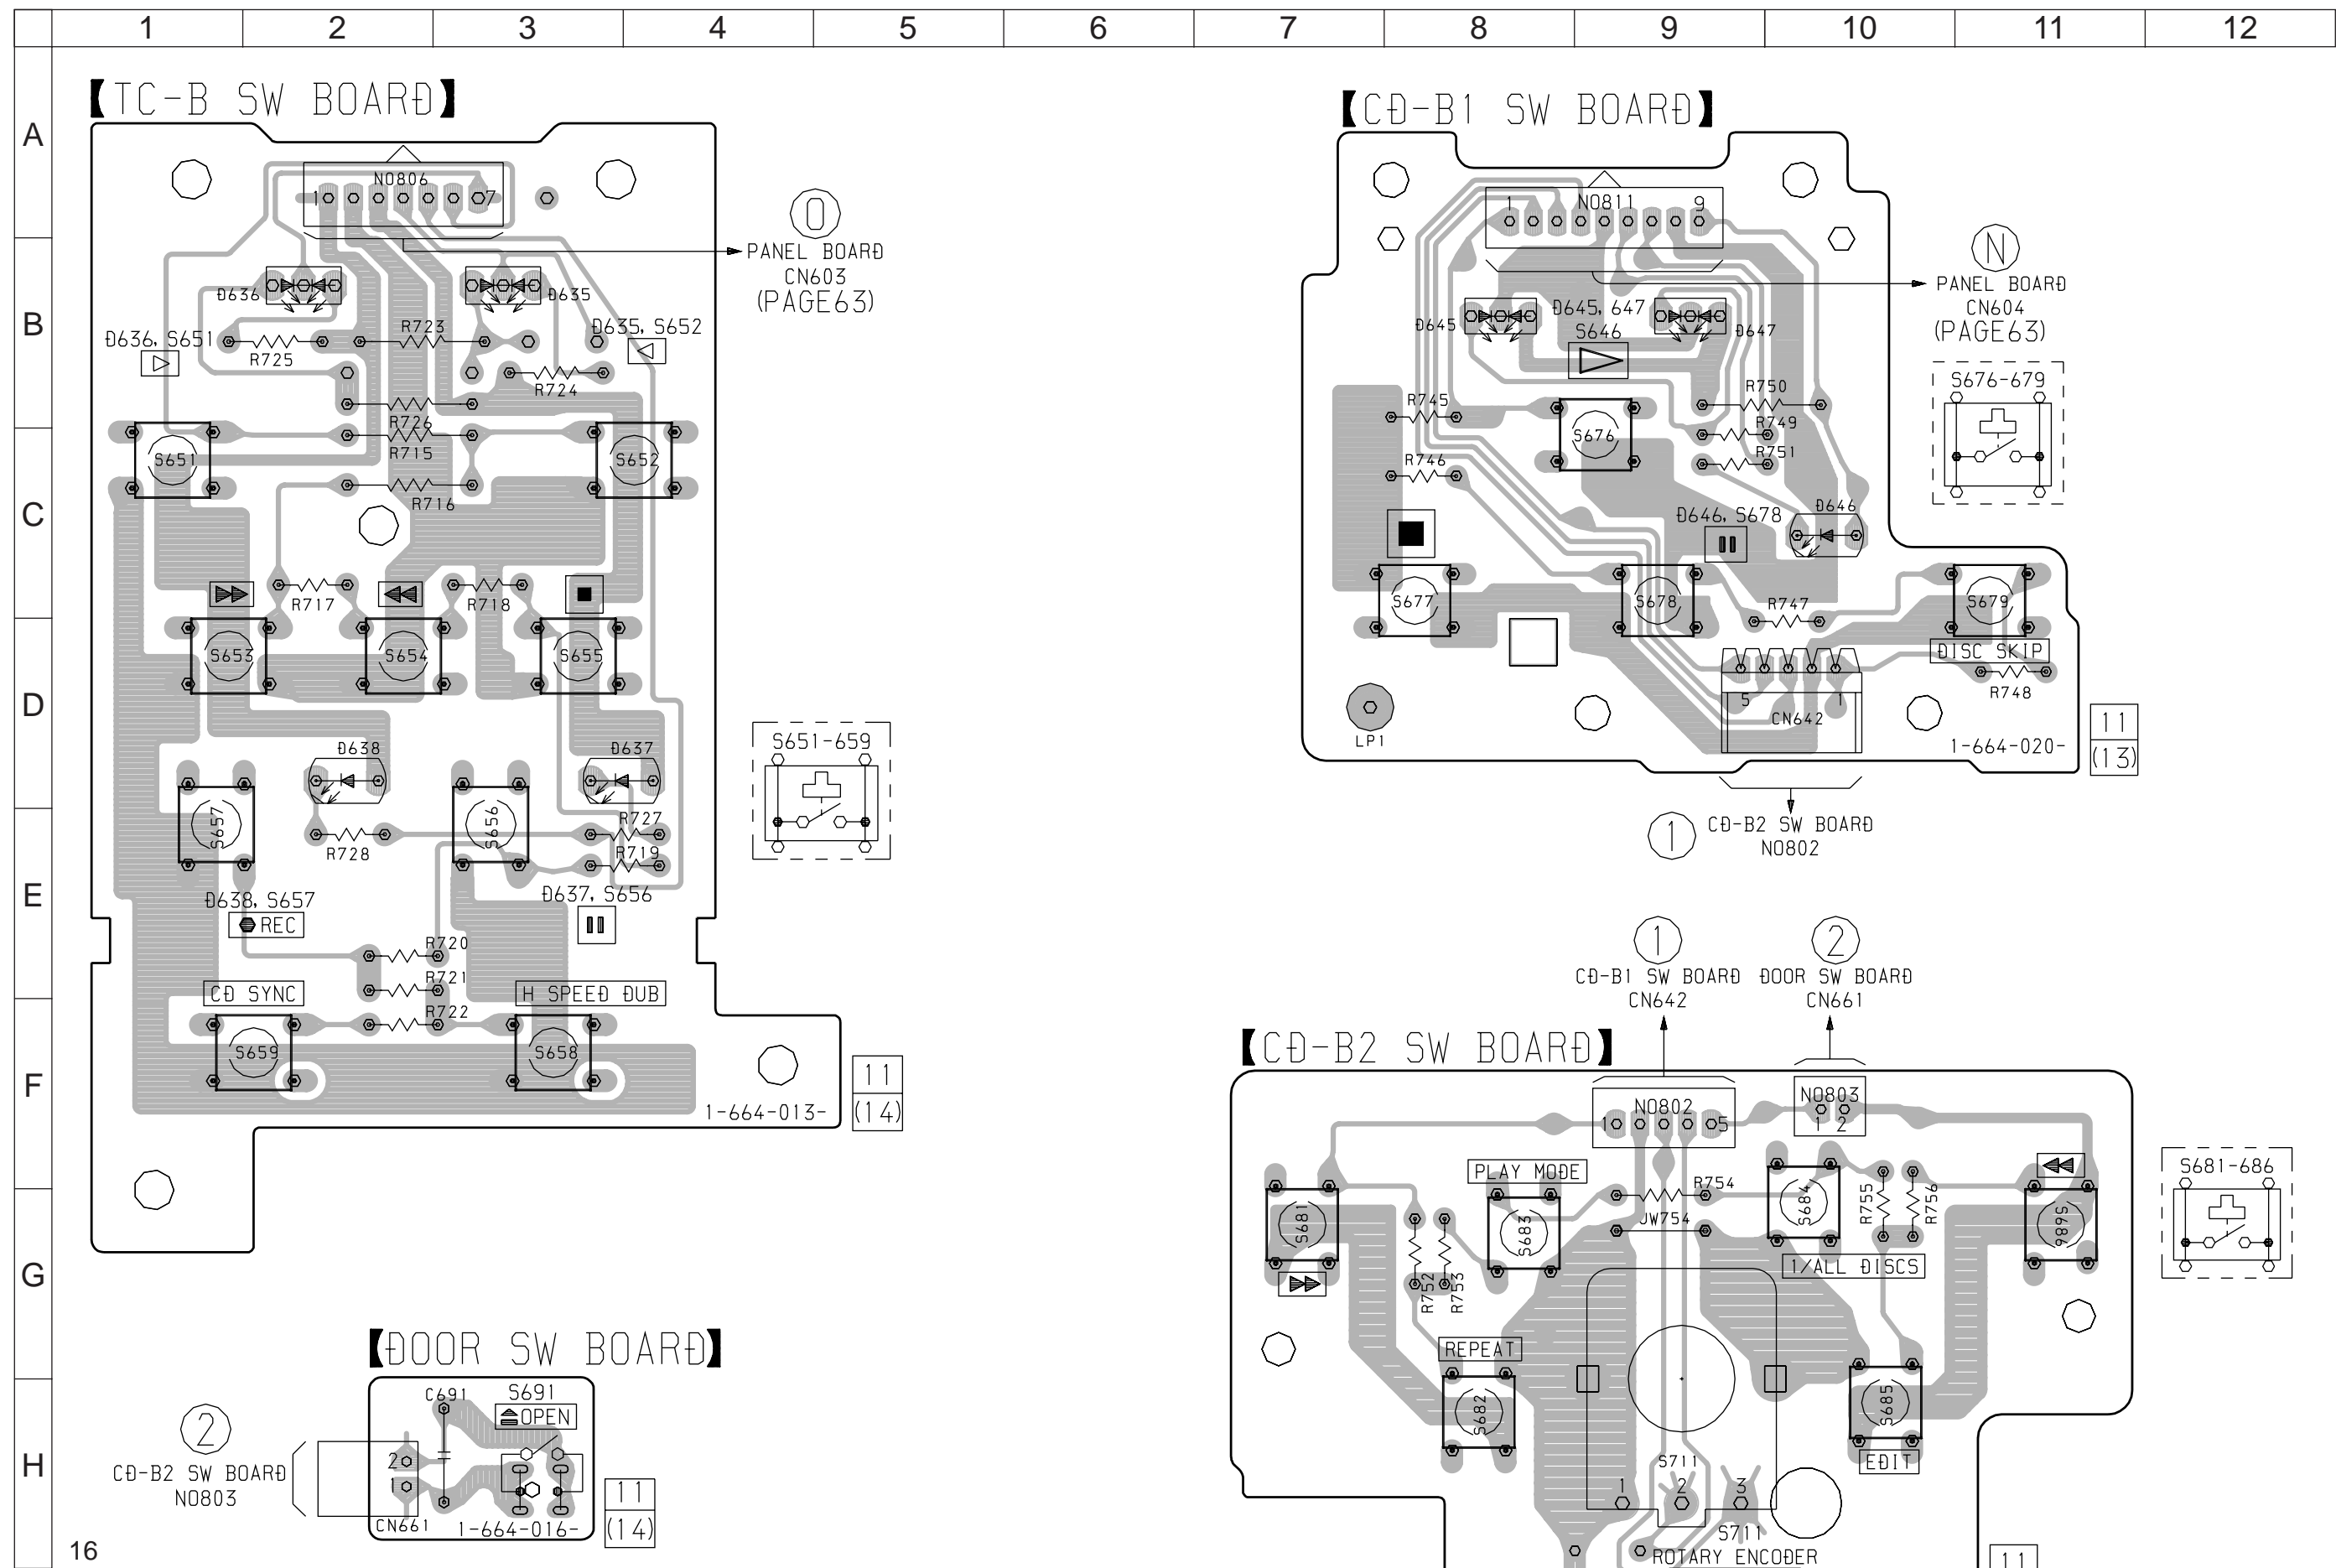 1 2 3 4 5 6 7 8 9 10 11 12
A
B
C
D
E
F
G
H
【TC-B SW BOARD】
NO806
1 7
O
PANEL BOARD
CN603
(PAGE63)
D636
D635
D636, S651
R725
R723
D635, S652
R724
R726
R715
S651
S652
R716
R717
R718
S653
S654
S655
D638
D637
S651-659
S657
S656
R728
R727
R719
D638, S657
REC
D637, S656
R720
R721
R722
CD SYNC
H SPEED DUB
S659
S658
1-664-013-
11
(14)
【CD-B1 SW BOARD】
NO811
1 9
N
PANEL BOARD
CN604
(PAGE63)
D645
D645, 647
S646
D647
R745
R750
R749
R751
S676
R746
S676-679
D646, S678
D646
S677
S678
R747
S679
DISC SKIP
R748
5 1
CN642
LP1
1-664-020-
11
(13)
1
CD-B2 SW BOARD
NO802
1
CD-B1 SW BOARD
CN642
2
DOOR SW BOARD
CN661
【CD-B2 SW BOARD】
NO802
1 5
NO803
1 2
PLAY MODE
R754
JW754
S681
S683
S684
R755
R756
S686
S681-686
R752
R753
1/ALL DISCS
REPEAT
S682
S685
EDIT
S711
1 2 3
S711
ROTARY ENCODER
11
【DOOR SW BOARD】
C691
S691
OPEN
2
CD-B2 SW BOARD
NO803
2
1
CN661
1-664-016-
11
(14)
16